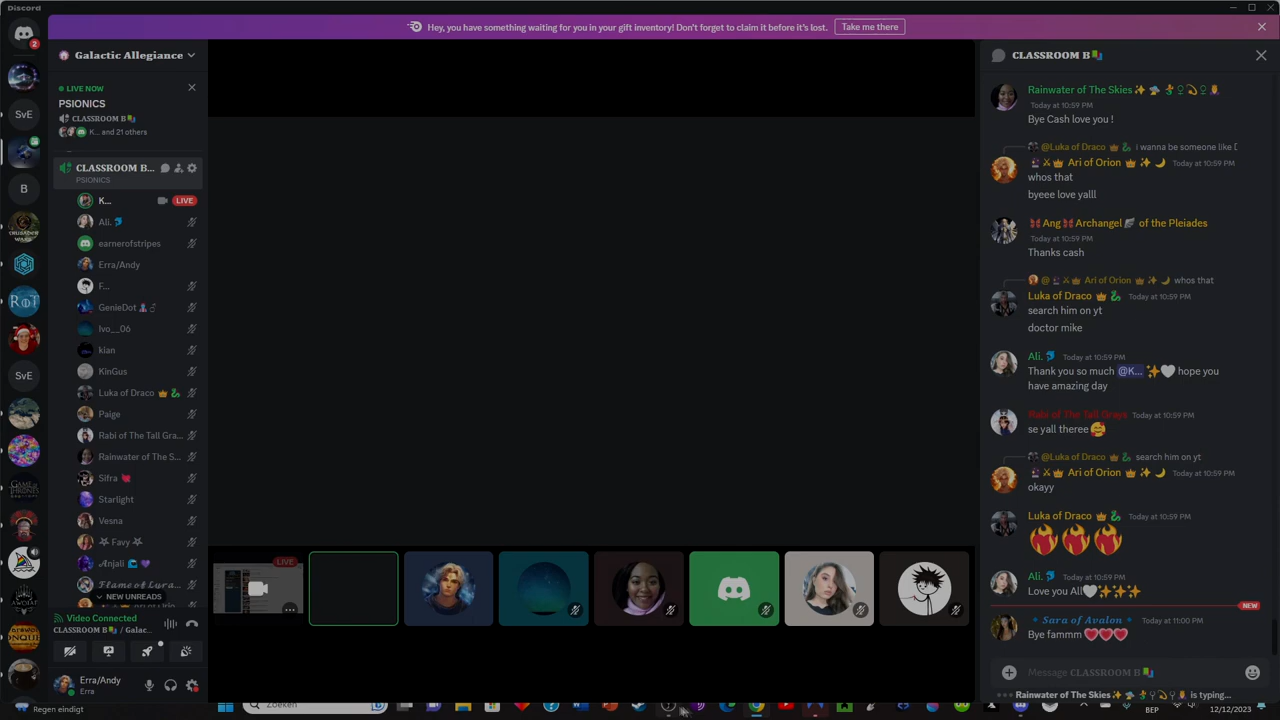 Discord
Hey, you have something waiting for you in your gift inventory! Don't forget to claim it before it's lost.
Take me there
2
Galactic Allegiance
LIVE NOW
PSIONICS
CLASSROOM B
K... and 21 others
SvE
CLASSROOM B...
PSIONICS
K...
LIVE
B
Ali.
earnerofstripes
Erra/Andy
F...
GenieDot
Ivo__06
kian
KinGus
SvE
Luka of Draco
Paige
Rabi of The Tall Gra...
Rainwater of The S...
Sifra
Starlight
Vesna
Favy
Anjali
Flame of Lyra...
NEW UNREADS
Video Connected
CLASSROOM B / Galac...
Erra/Andy
Erra
LIVE
CLASSROOM B
Rainwater of The Skies
Today at 10:59 PM
Bye Cash love you !
@Luka of Draco i wanna be someone like
Ari of Orion Today at 10:59 PM
whos that
byeee love yalll
Ang Archangel of the Pleiades
Today at 10:59 PM
Thanks cash
@ Ari of Orion whos that
Luka of Draco Today at 10:59 PM
search him on yt
doctor mike
Ali. Today at 10:59 PM
Thank you so much @K... hope you
have amazing day
Rabi of The Tall Grays Today at 10:59 PM
se yall theree
@Luka of Draco search him on yt
Ari of Orion Today at 10:59 PM
okayy
Luka of Draco Today at 10:59 PM
Ali. Today at 10:59 PM
Love you All
NEW
Sara of Avalon Today at 11:00 PM
Bye fammm
Message CLASSROOM B
Rainwater of The Skies is typing...
Regen eindigt
Zoeken
BEP
12/12/2023